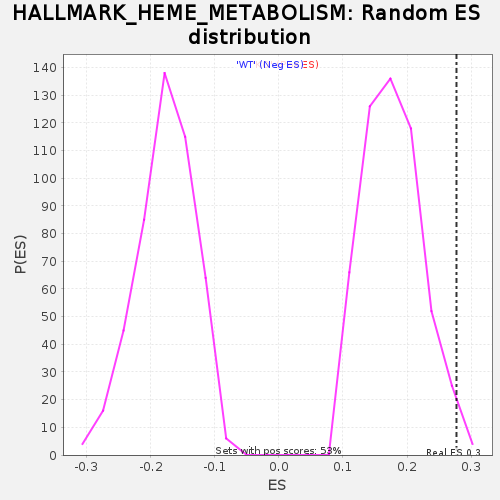 HALLMARK_HEME_METABOLISM: Random ES
distribution
'WT' (Neg ES) ES)
140
130
120
110
100
90
80
70
60
50
40
30
20
10
0
P(ES)
Sets with pos scores: 53%
Real ES 0.3
-0.3 -0.2 -0.1 0.0 0.1 0.2 0.3
ES